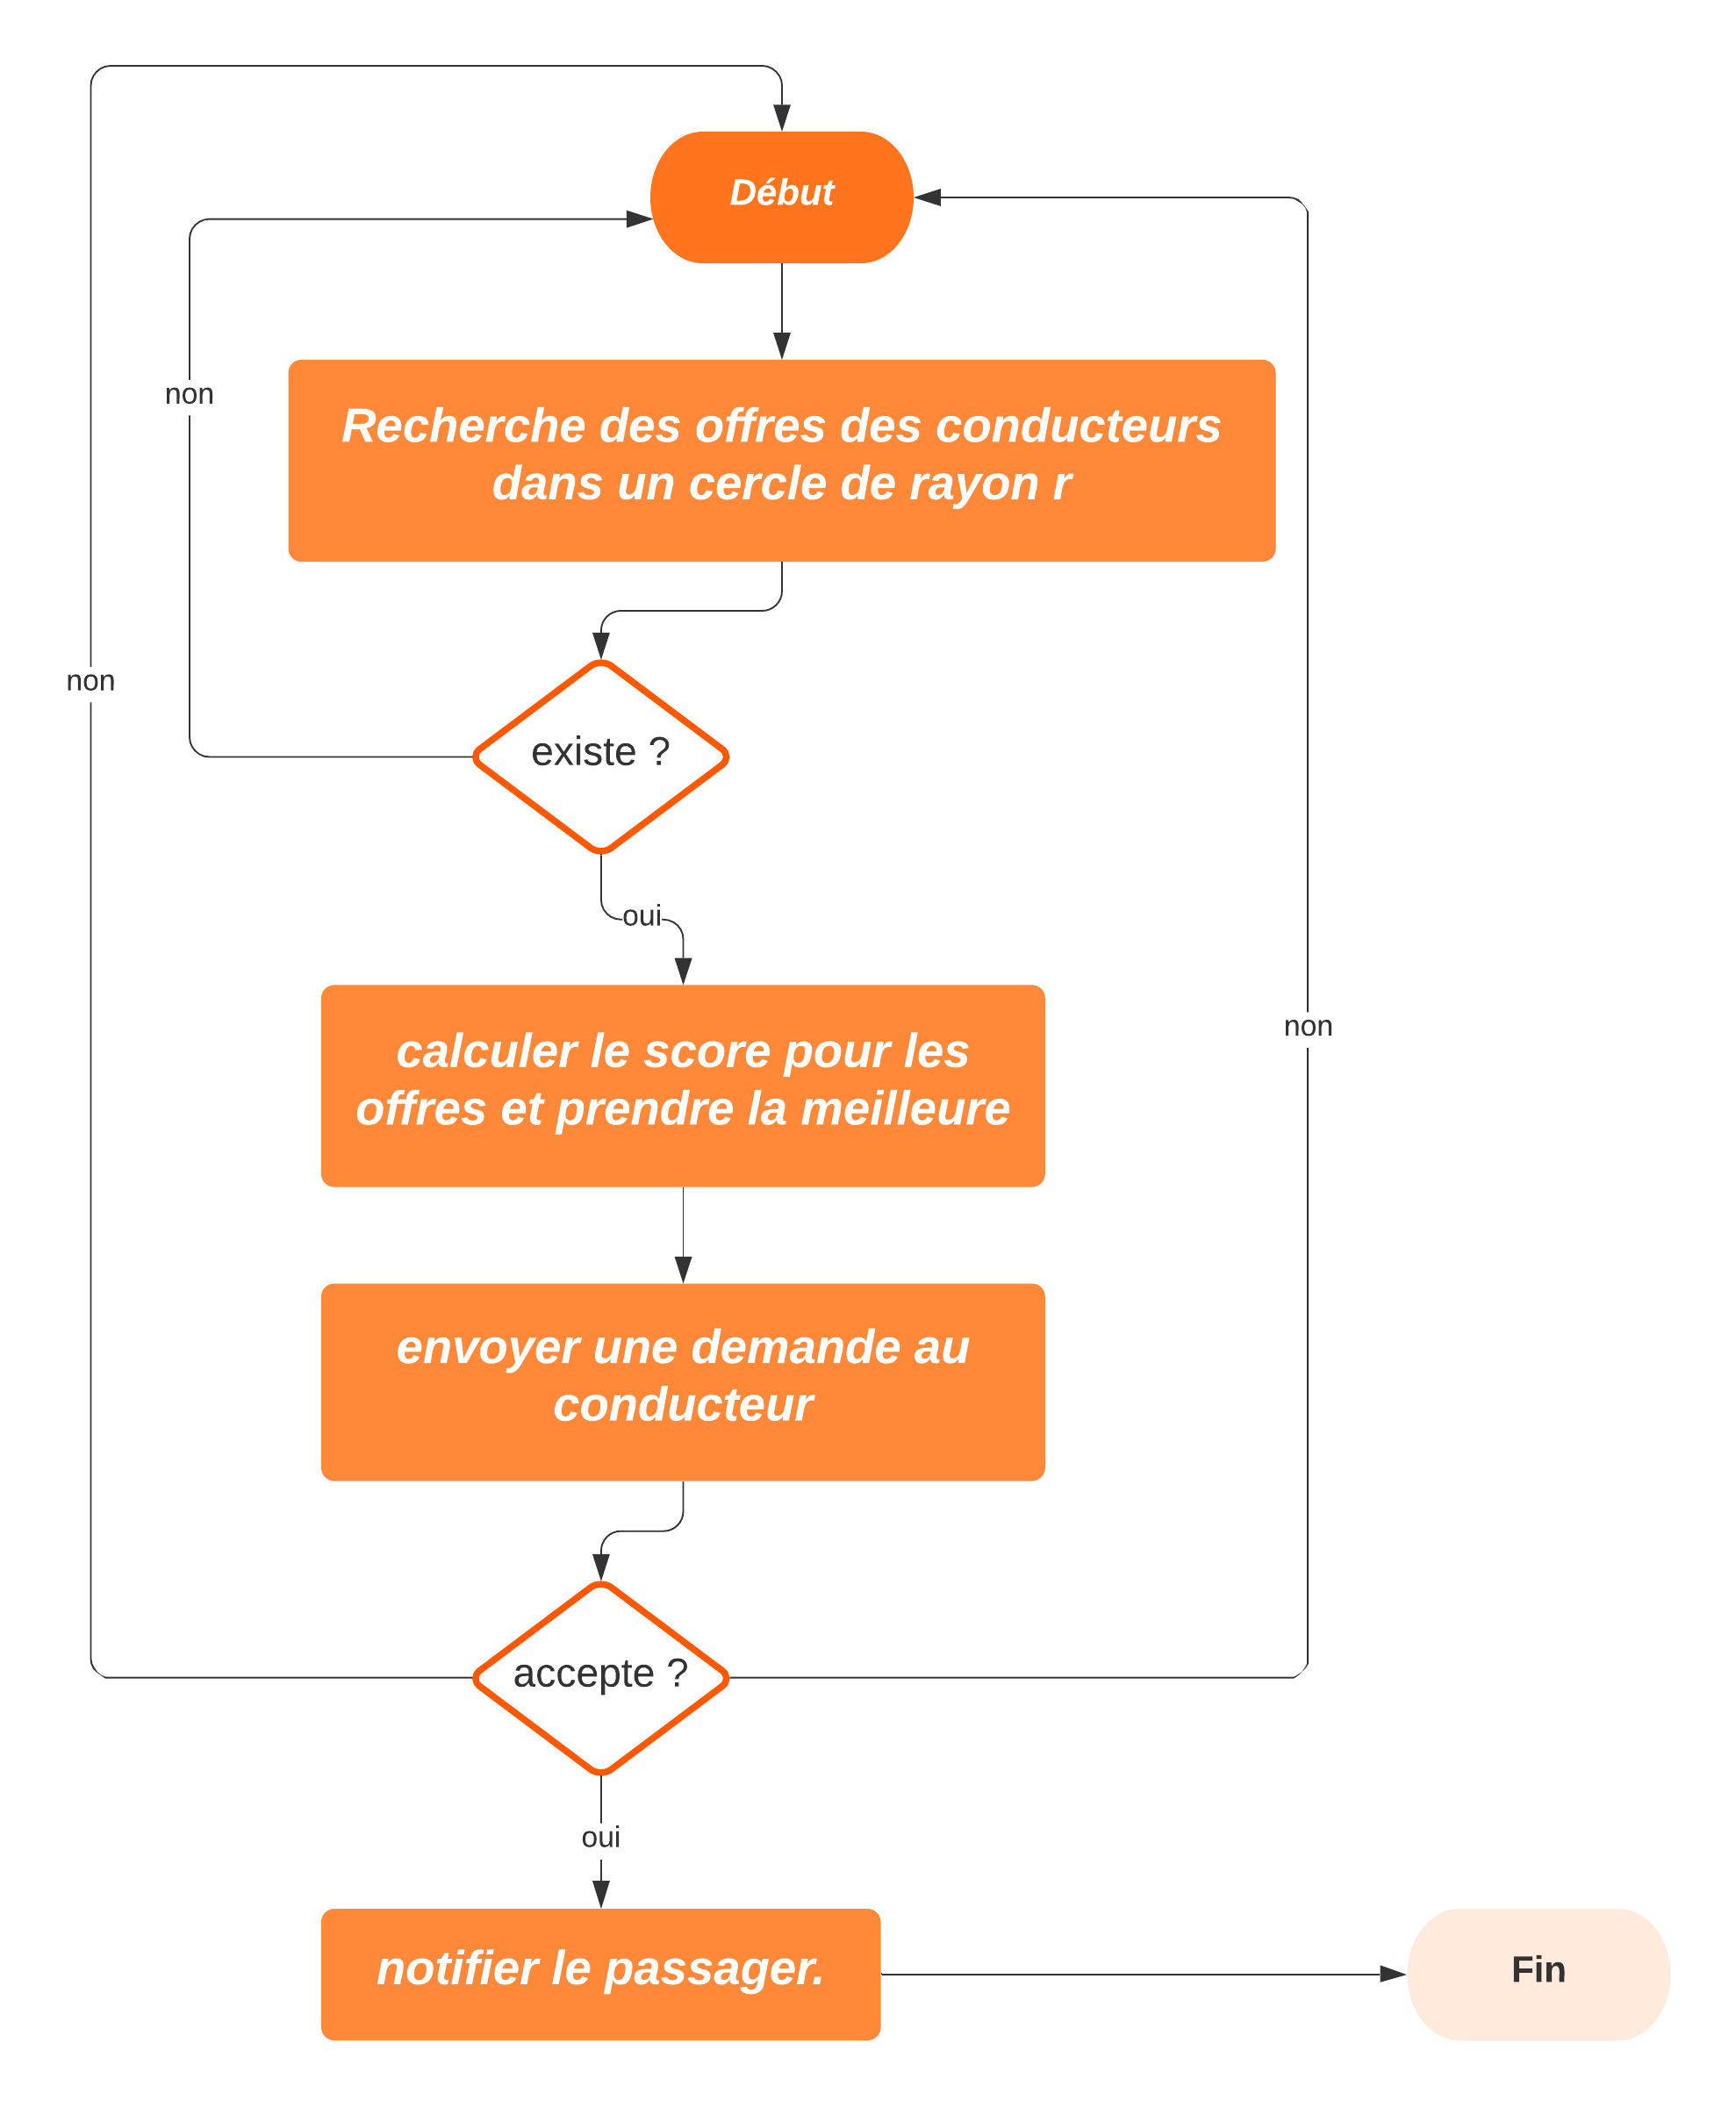 Début
non
Recherche des offres des conducteurs
dans un cercle de rayon r
non
existe ?
oui
calculer le score pour les
offres et prendre la meilleure
non
envoyer une demande au
conducteur
accepte ?
oui
notifier le passager.
Fin